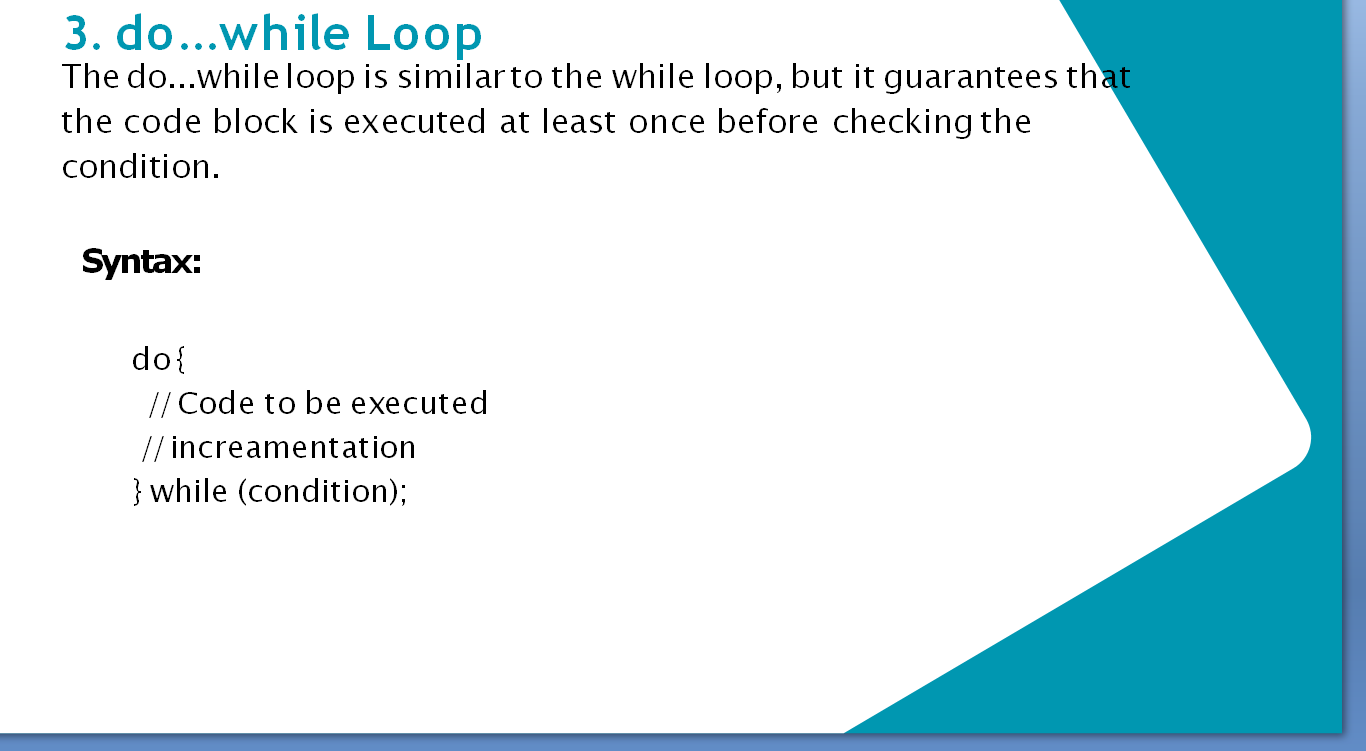 3. do...while Loop
The do...while loop is similar to the while loop, but it guarantees that
the code block is executed at least once before checking the
condition.
Syntax:
do {
// Code to be executed
// increamentation
} while (condition);